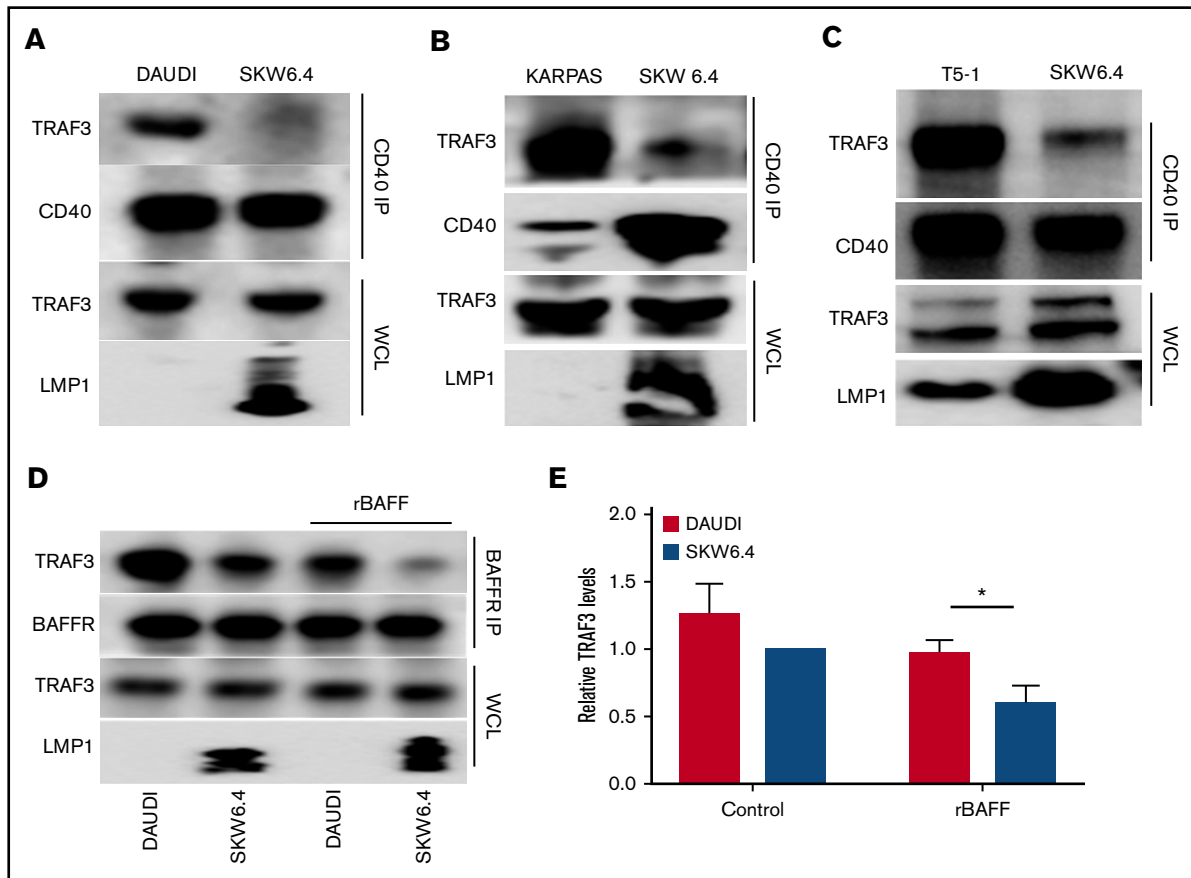 A
DAUDI SKW6.4
TRAF3
CD40
CD40 IP
TRAF3
LMP1
WCL
B
KARPAS SKW 6.4
TRAF3
CD40
CD40 IP
TRAF3
LMP1
WCL
C
T5-1 SKW6.4
TRAF3
CD40
CD40 IP
TRAF3
LMP1
WCL
D
rBAFF
TRAF3
BAFFR
BAFFR IP
TRAF3
LMP1
WCL
DAUDI SKW6.4 DAUDI SKW6.4
E
Relative TRAF3 levels
2.0
1.5
1.0
0.5
0.0
DAUDI
SKW6.4
*
Control rBAFF